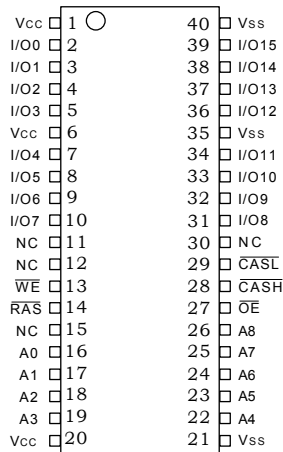 Vcc 1 40 Vss
I/O0 2 39 I/O15
I/O1 3 38 I/O14
I/O2 4 37 I/O13
I/O3 5 36 I/O12
Vcc 6 35 Vss
I/O4 7 34 I/O11
I/O5 8 33 I/O10
I/O6 9 32 I/O9
I/O7 10 31 I/O8
NC 11 30 NC
NC 12 29 CASL
WE 13 28 CASH
RAS 14 27 OE
NC 15 26 A8
A0 16 25 A7
A1 17 24 A6
A2 18 23 A5
A3 19 22 A4
Vcc 20 21 Vss